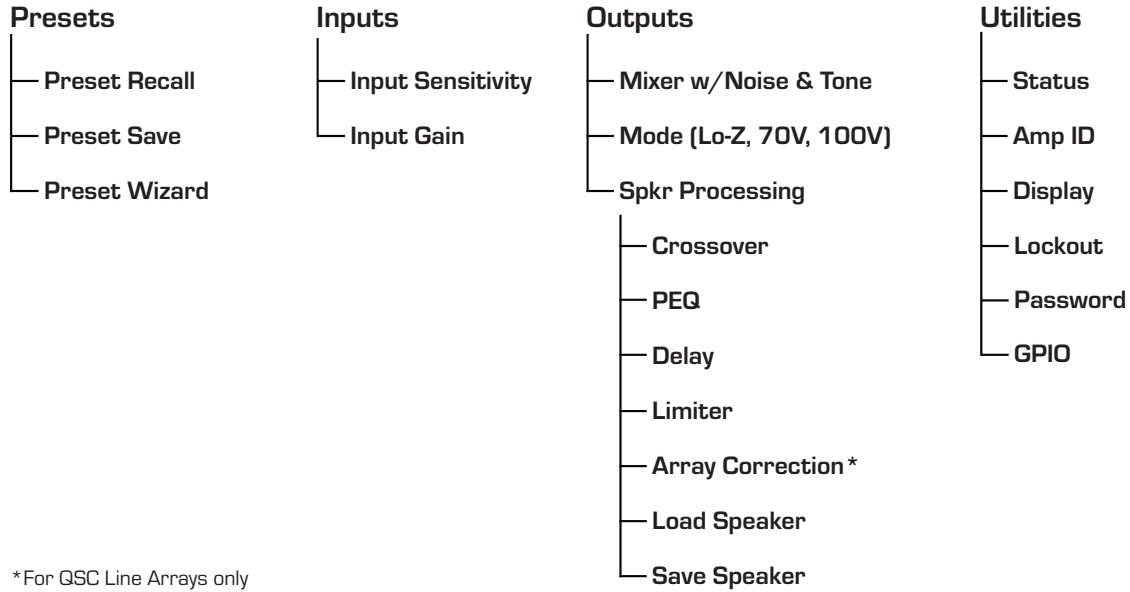 Presets
Preset Recall
Preset Save
Preset Wizard
Inputs
Input Sensitivity
Input Gain
Outputs
Mixer w/Noise & Tone
Mode (Lo-Z, 70V, 100V)
Spkr Processing
Crossover
PEQ
Delay
Limiter
Array Correction*
Load Speaker
Save Speaker
Utilities
Status
Amp ID
Display
Lockout
Password
GPIO
*For QSC Line Arrays only